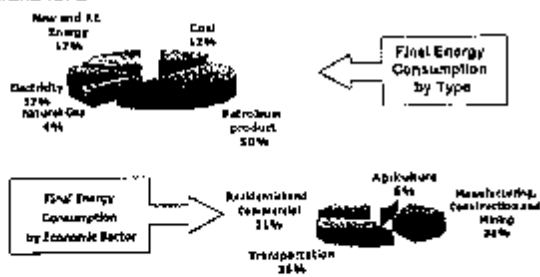 New and RE
Energy
17%
Coal
12%
Electricity
17%
Natural Gas
4%
Petroleum
product
50%
Final Energy
Consumption
by Type
Final Energy
Consumption
by Economic Sector
Residential and
Commercial
21%
Agriculture
6%
Manufacturing,
Construction and
Mining
Transportation